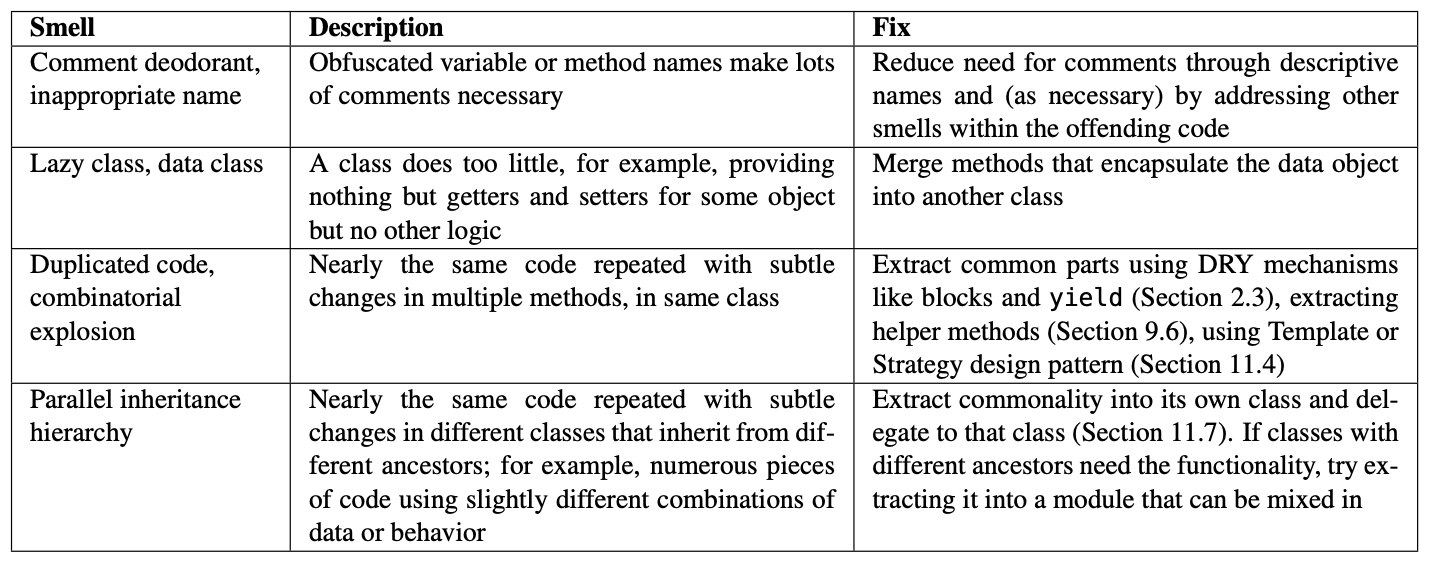 Smell Description Fix
Comment deodorant,
inappropriate name
Obfuscated variable or method names make lots
of comments necessary
Reduce need for comments through descriptive
names and (as necessary) by addressing other
smells within the offending code
Lazy class, data class
A class does too little, for example, providing
nothing but getters and setters for some object
but no other logic
Merge methods that encapsulate the data object
into another class
Duplicated code,
combinatorial
explosion
Nearly the same code repeated with subtle
changes in multiple methods, in same class
Extract common parts using DRY mechanisms
like blocks and yield (Section 2.3), extracting
helper methods (Section 9.6), using Template or
Strategy design pattern (Section 11.4)
Parallel inheritance
hierarchy
Nearly the same code repeated with subtle
changes in different classes that inherit from dif-
ferent ancestors; for example, numerous pieces
of code using slightly different combinations of
data or behavior
Extract commonality into its own class and del-
egate to that class (Section 11.7). If classes with
different ancestors need the functionality, try ex-
tracting it into a module that can be mixed in